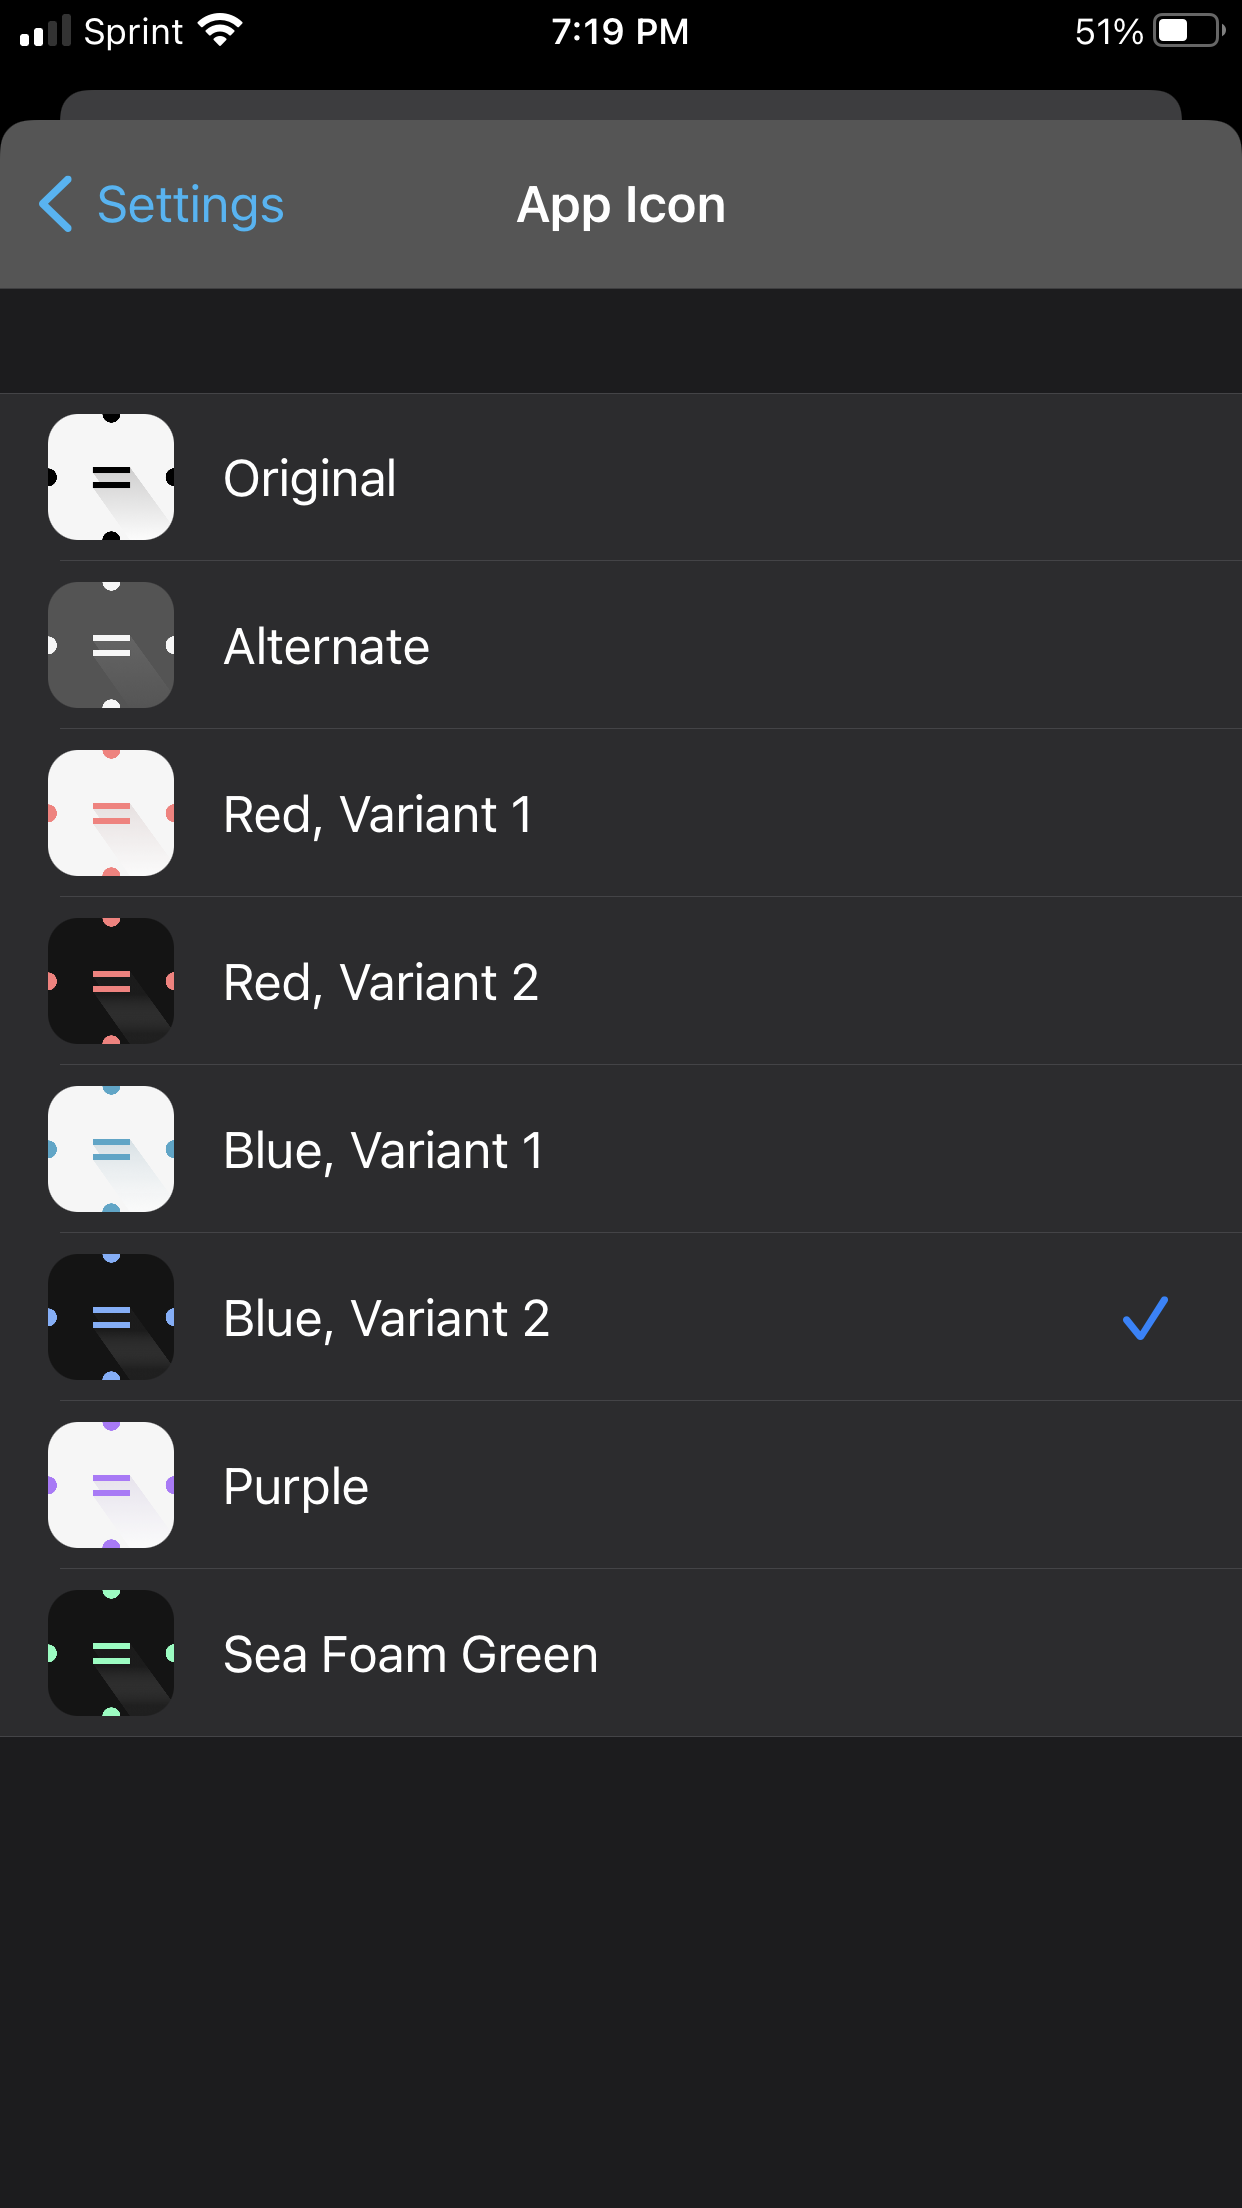 Sprint 7:19 PM 51%
Settings App Icon
Original
Alternate
Red, Variant 1
Red, Variant 2
Blue, Variant 1
Blue, Variant 2
Purple
Sea Foam Green